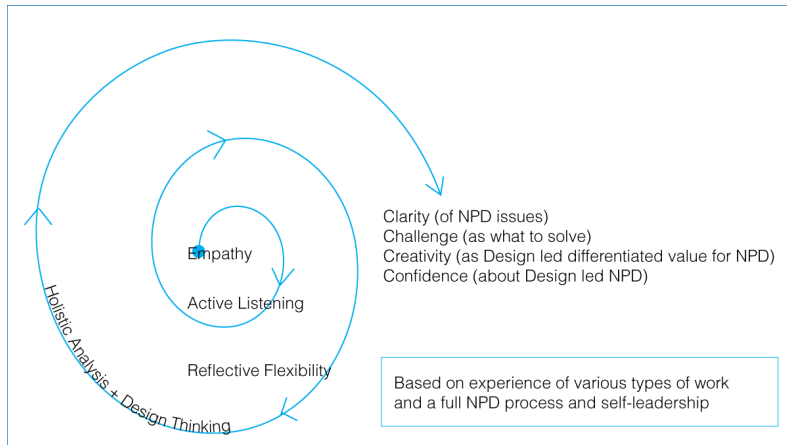 Empathy
Active Listening
Reflective Flexibility
Holistic Analysis + Design Thinking
Clarity (of NPD issues)
Challenge (as what to solve)
Creativity (as Design led differentiated value for NPD)
Confidence (about Design led NPD)
Based on experience of various types of work
and a full NPD process and self-leadership